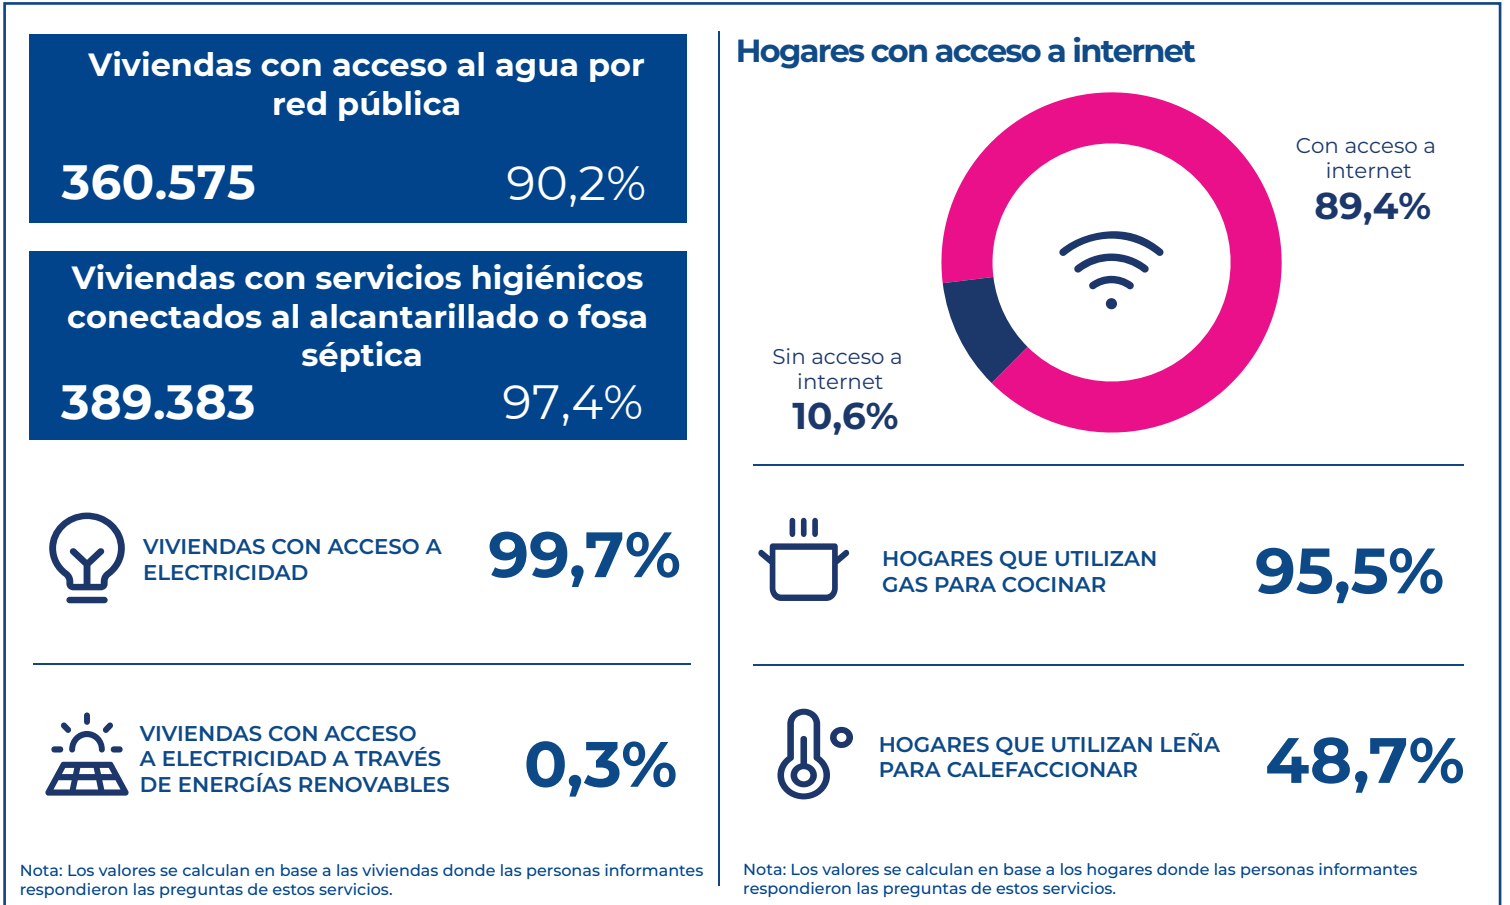 Viviendas con acceso al agua por
red pública
360.575 90,2%
Viviendas con servicios higiénicos
conectados al alcantarillado o fosa
séptica
389.383 97,4%
VIVIENDAS CON ACCESO A
ELECTRICIDAD
99,7%
VIVIENDAS CON ACCESO
A ELECTRICIDAD A TRAVÉS
DE ENERGÍAS RENOVABLES
0,3%
Nota: Los valores se calculan en base a las viviendas donde las personas informantes
respondieron las preguntas de estos servicios.
Hogares con acceso a internet
Con acceso a
internet
89,4%
Sin acceso a
internet
10,6%
HOGARES QUE UTILIZAN
GAS PARA COCINAR
95,5%
HOGARES QUE UTILIZAN LEÑA
PARA CALEFACCIONAR
48,7%
Nota: Los valores se calculan en base a los hogares donde las personas informantes
respondieron las preguntas de estos servicios.